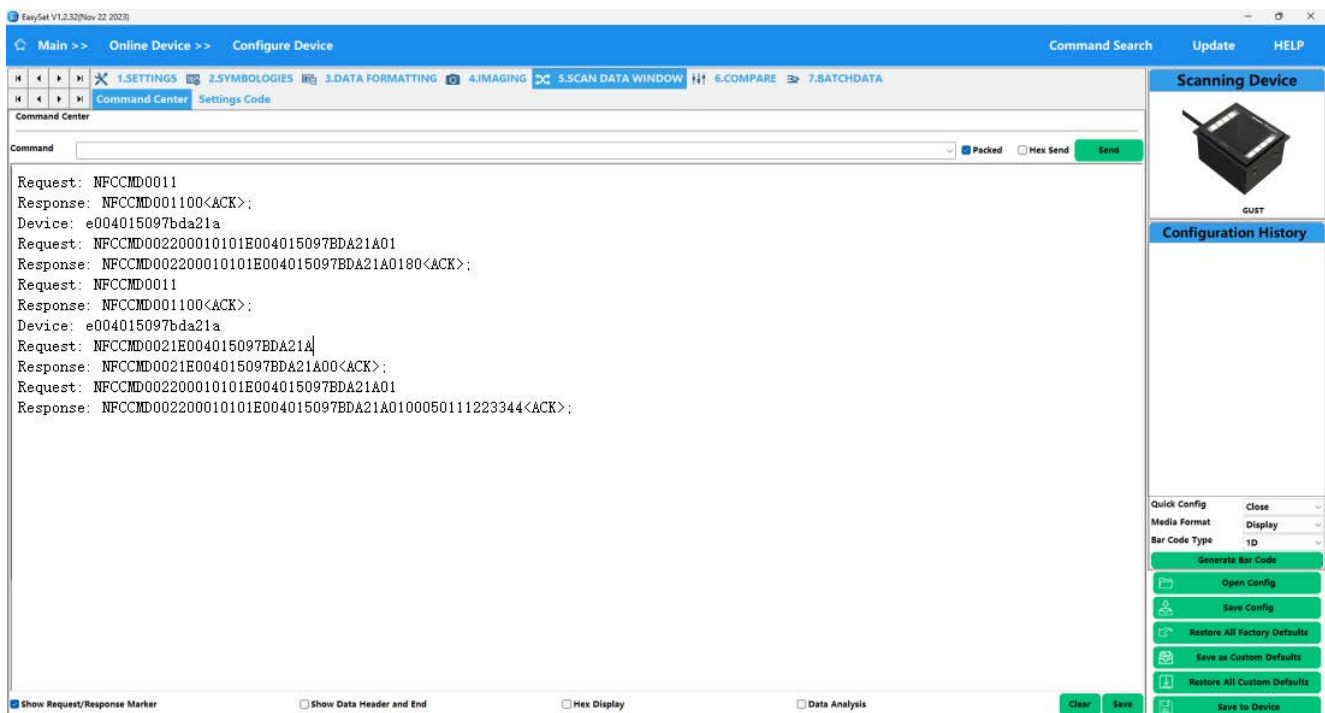 EasySet V1.2.32(Nov 22 2023)
Main >> Online Device >> Configure Device Command Search Update HELP
1.SETTINGS 2.SYMBOLOGIES 3.DATA FORMATTING 4.IMAGING 5.SCAN DATA WINDOW 6.COMPARE 7.BATCHDATA
Command Center Settings Code
Command Center
Command Packed Hex Send Send
Request: NFCCMD0011
Response: NFCCMD001100<ACK>;
Device: e004015097bda21a
Request: NFCCMD002200010101E004015097BDA21A01
Response: NFCCMD002200010101E004015097BDA21A0180<ACK>;
Request: NFCCMD0011
Response: NFCCMD001100<ACK>;
Device: e004015097bda21a
Request: NFCCMD0021E004015097BDA21A
Response: NFCCMD0021E004015097BDA21A00<ACK>;
Request: NFCCMD002200010101E004015097BDA21A01
Response: NFCCMD002200010101E004015097BDA21A0100050111223344<ACK>;
Show Request/Response Marker Show Data Header and End Hex Display Data Analysis Clear Save
Scanning Device
GUST
Configuration History
Quick Config Close
Media Format Display
Bar Code Type 1D
Generate Bar Code
Open Config
Save Config
Restore All Factory Defaults
Save as Custom Defaults
Restore All Custom Defaults
Save to Device